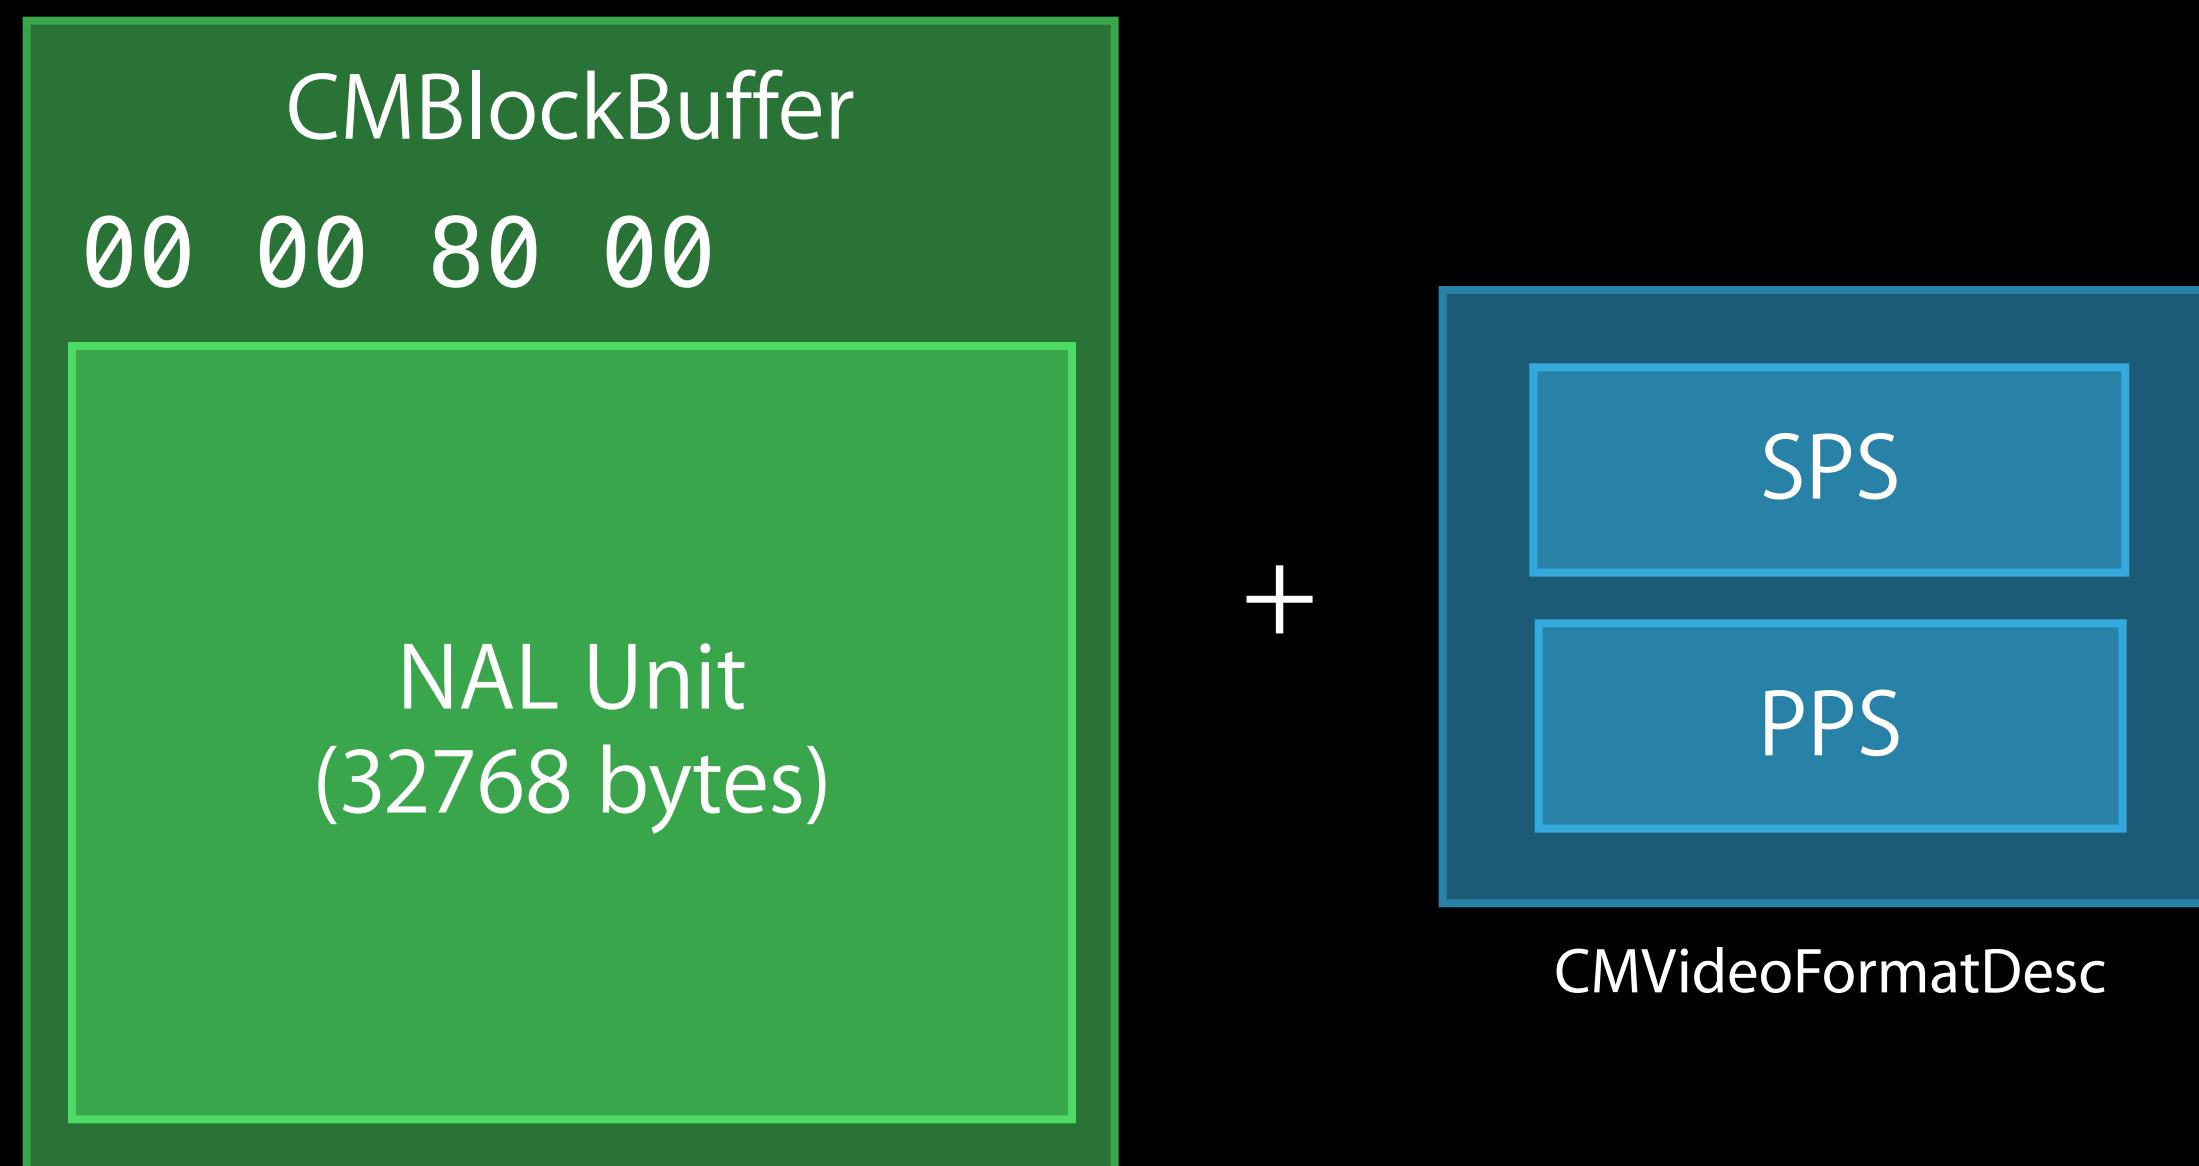 CMBlockBuffer
00 00 80 00
NAL Unit
(32768 bytes)
+
SPS
PPS
CMVideoFormatDesc